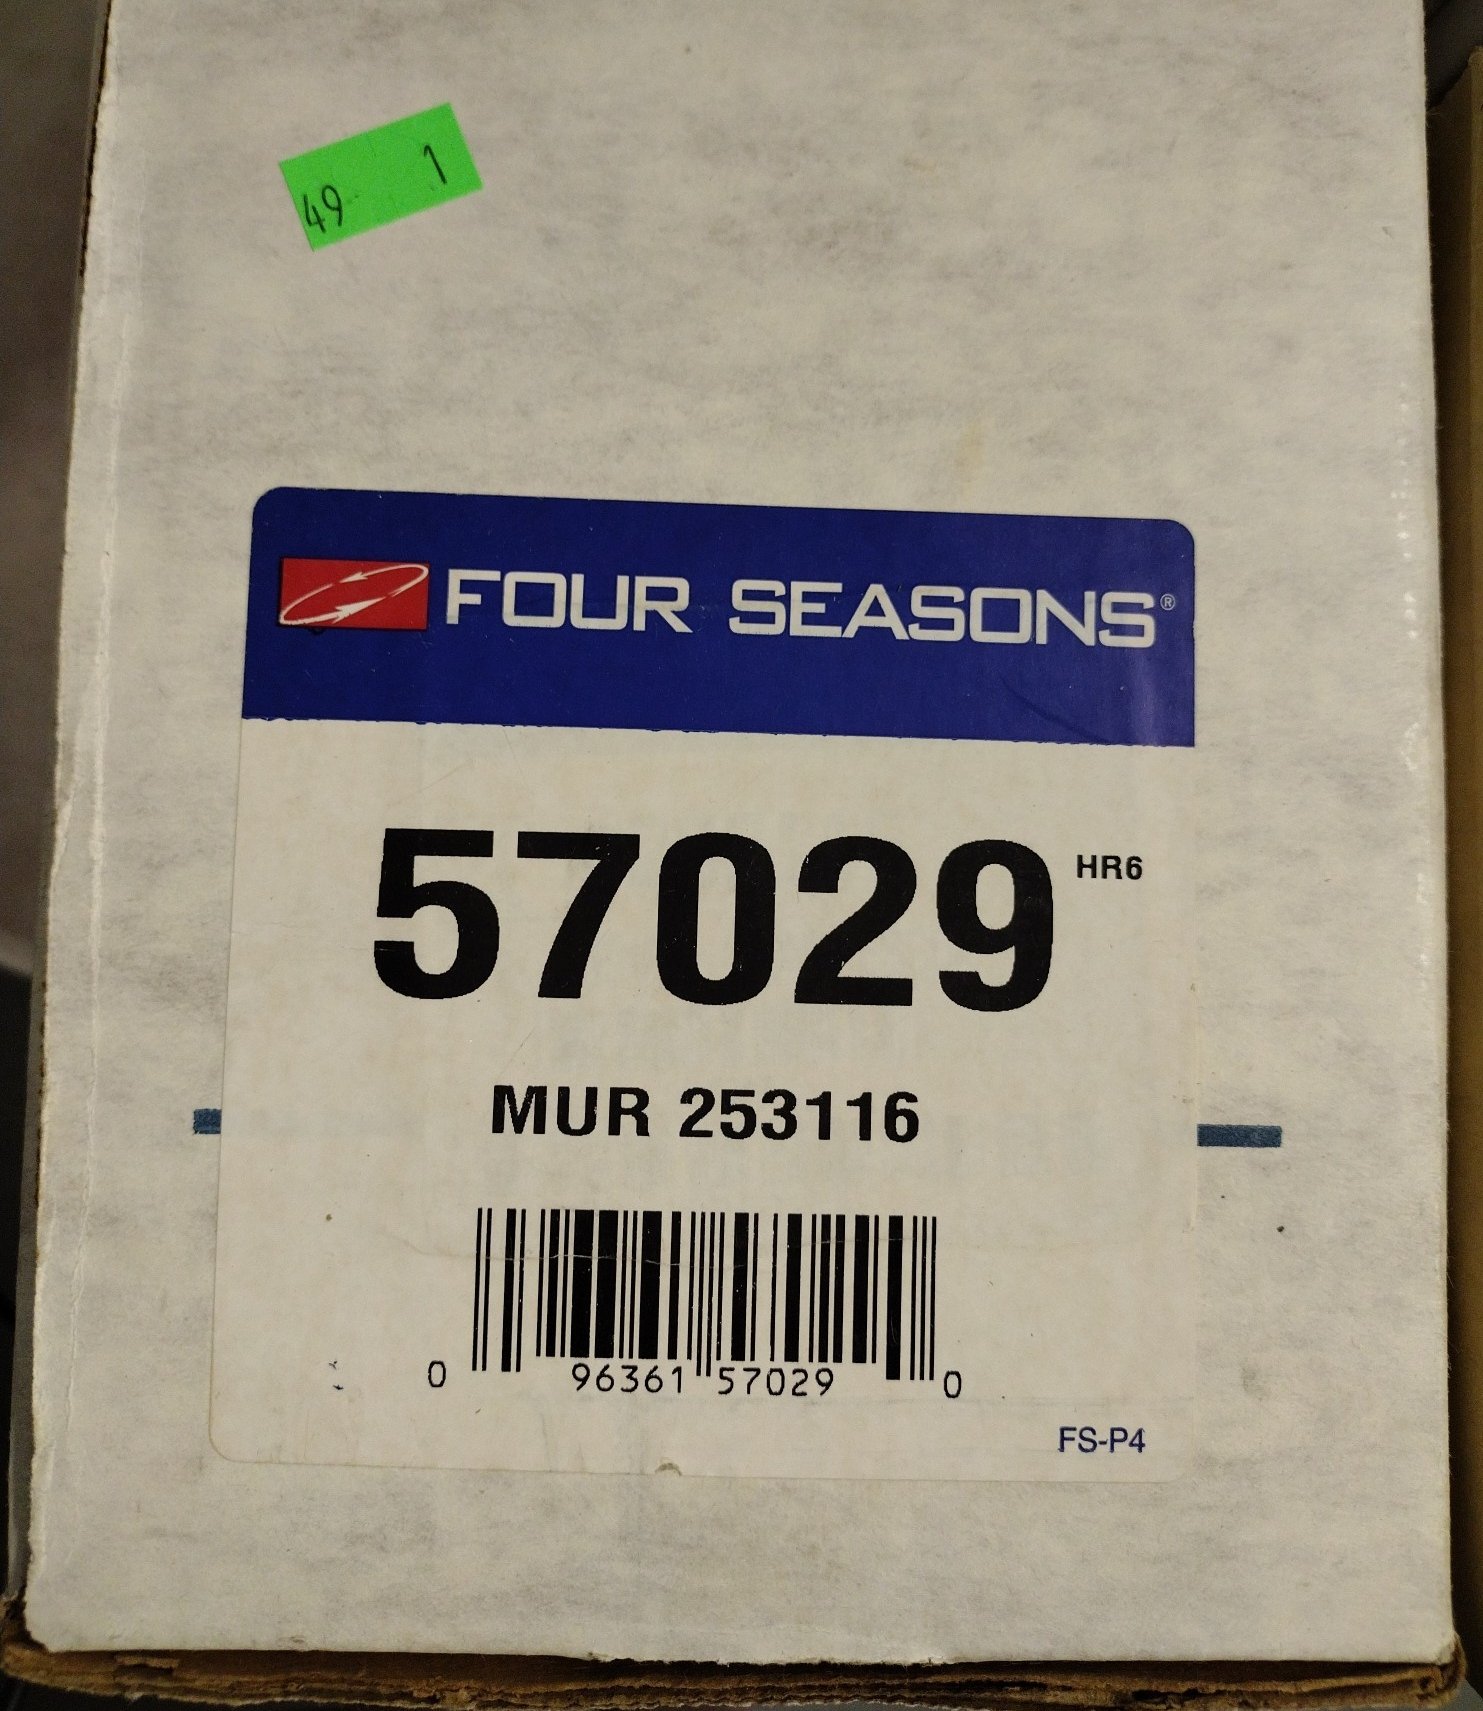 49 1
FOUR SEASONS®
57029 HR6
MUR 253116
0 96361 57029 0
FS-P4